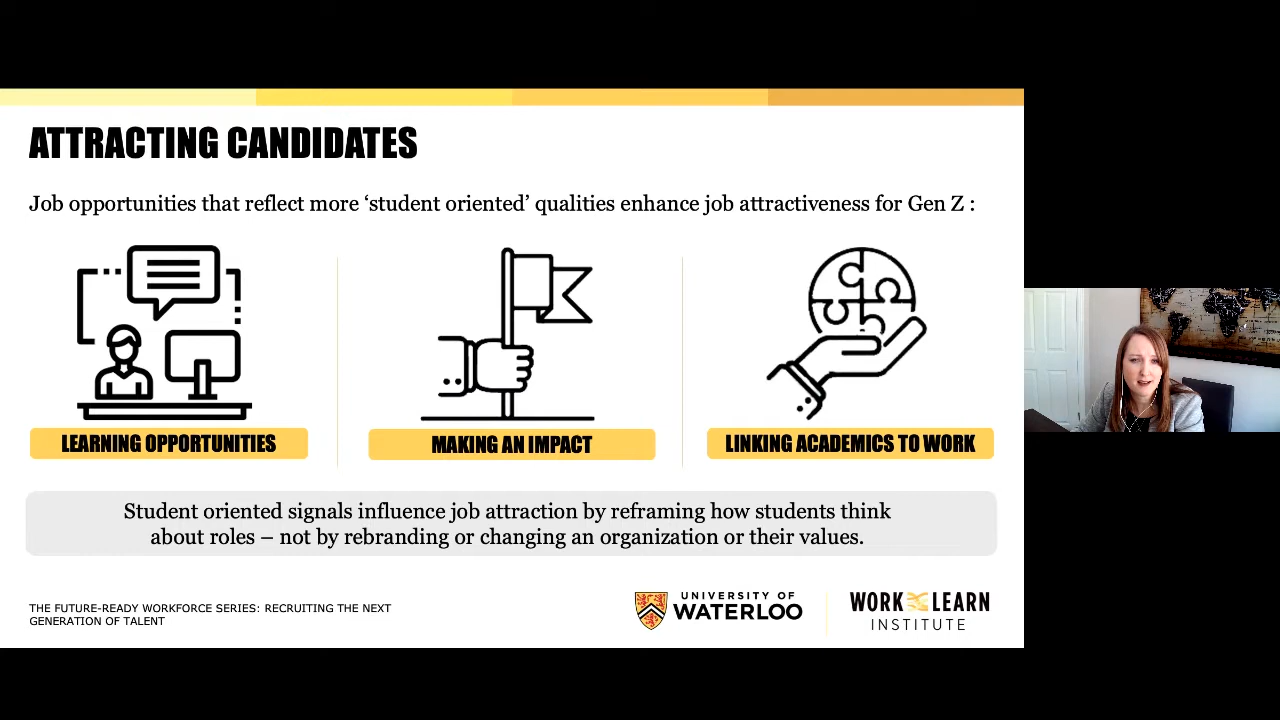 ATTRACTING CANDIDATES
Job opportunities that reflect more ‘student oriented’ qualities enhance job attractiveness for Gen Z :
LEARNING OPPORTUNITIES
MAKING AN IMPACT
LINKING ACADEMICS TO WORK
Student oriented signals influence job attraction by reframing how students think
about roles – not by rebranding or changing an organization or their values.
THE FUTURE-READY WORKFORCE SERIES: RECRUITING THE NEXT
GENERATION OF TALENT
UNIVERSITY OF
WATERLOO
WORK LEARN
INSTITUTE